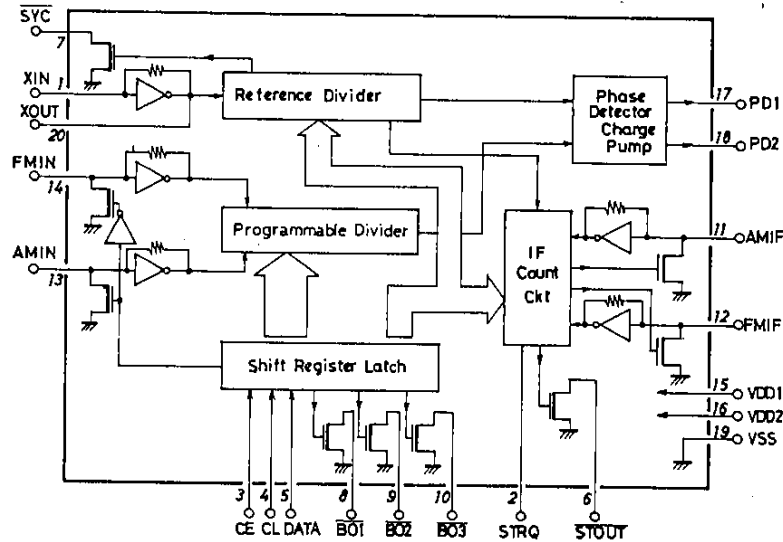 SYC
7
XIN
1
XOUT
20
FMIN
14
AMIN
13
Reference Divider
Programmable Divider
Shift Register Latch
Phase
Detector
Charge
Pump
IF
Count
Ckt
17
PD1
18
PD2
11
AMIF
12
FMIF
15
VDD1
16
VDD2
19
VSS
3
4
5
8
9
10
2
6
CE
CL
DATA
BO1
BO2
BO3
STRQ
STOUT